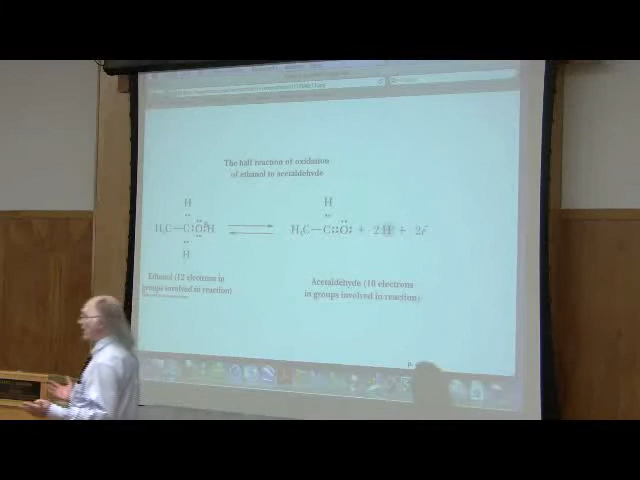 The half reaction of oxidation
of ethanol to acetaldehyde
H
H
H₃C — C : O : H
H₃C — C :: O : + 2 H + 2e⁻
H
Ethanol (12 electrons in
groups involved in reaction)
Acetaldehyde (10 electrons
in groups involved in reaction)